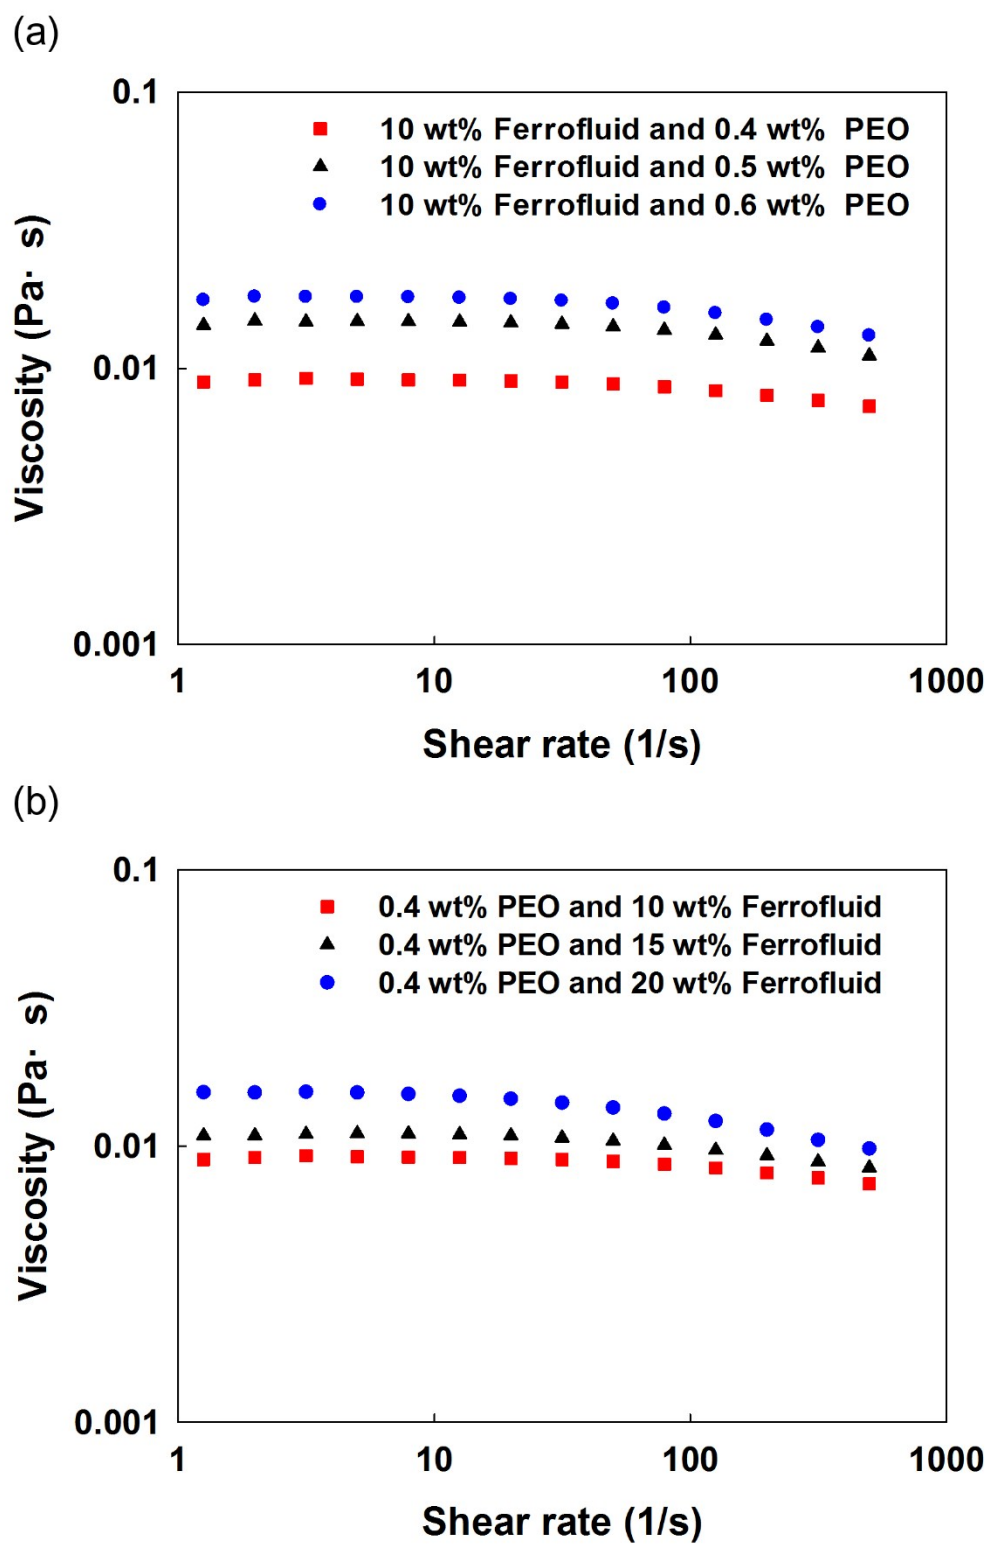 (a)
0.1
10 wt% Ferrofluid and 0.4 wt% PEO
10 wt% Ferrofluid and 0.5 wt% PEO
10 wt% Ferrofluid and 0.6 wt% PEO
Viscosity (Pa· s)
0.01
0.001
1 10 100 1000
Shear rate (1/s)
(b)
0.1
0.4 wt% PEO and 10 wt% Ferrofluid
0.4 wt% PEO and 15 wt% Ferrofluid
0.4 wt% PEO and 20 wt% Ferrofluid
Viscosity (Pa· s)
0.01
0.001
1 10 100 1000
Shear rate (1/s)